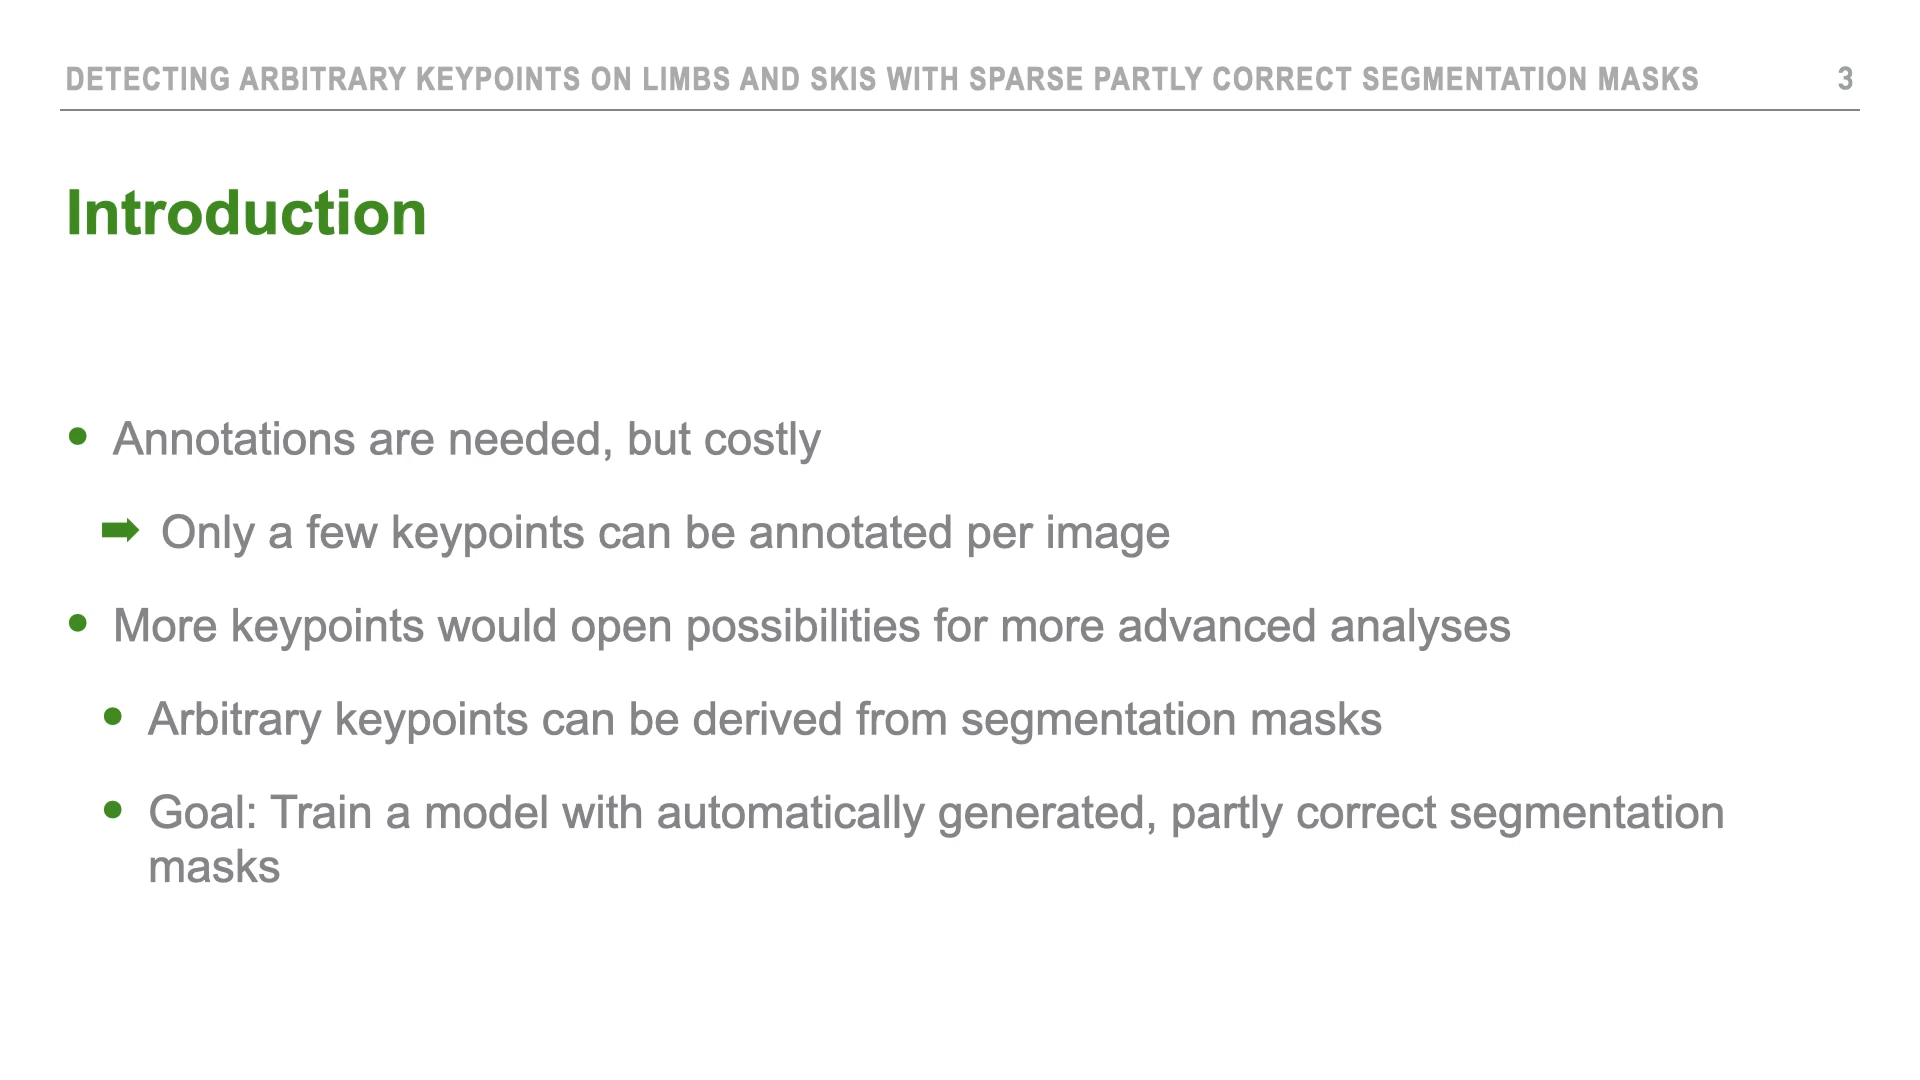 DETECTING ARBITRARY KEYPOINTS ON LIMBS AND SKIS WITH SPARSE PARTLY CORRECT SEGMENTATION MASKS 3
Introduction
• Annotations are needed, but costly
➡ Only a few keypoints can be annotated per image
• More keypoints would open possibilities for more advanced analyses
• Arbitrary keypoints can be derived from segmentation masks
• Goal: Train a model with automatically generated, partly correct segmentation
masks